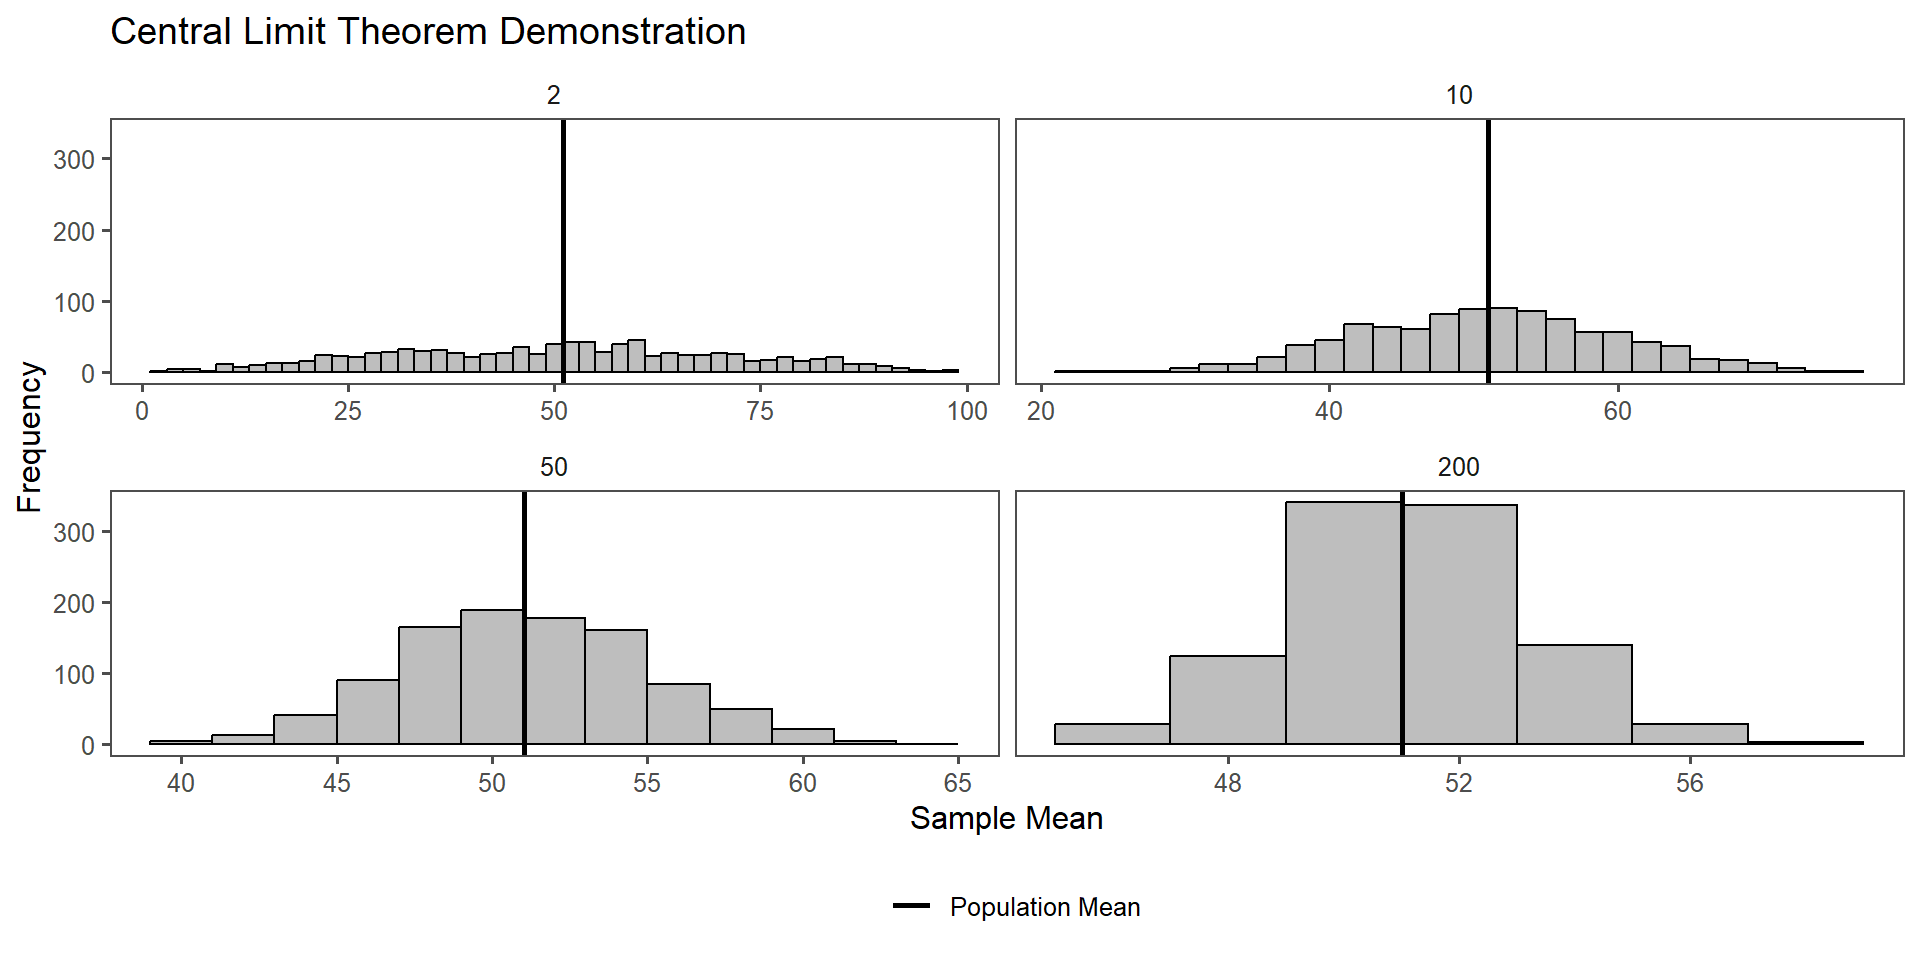 Central Limit Theorem Demonstration
2
10
300
200
100
0
0 25 50 75 100
20 40 60
50
200
300
200
100
0
40 45 50 55 60 65
48 52 56
Frequency
Sample Mean
Population Mean